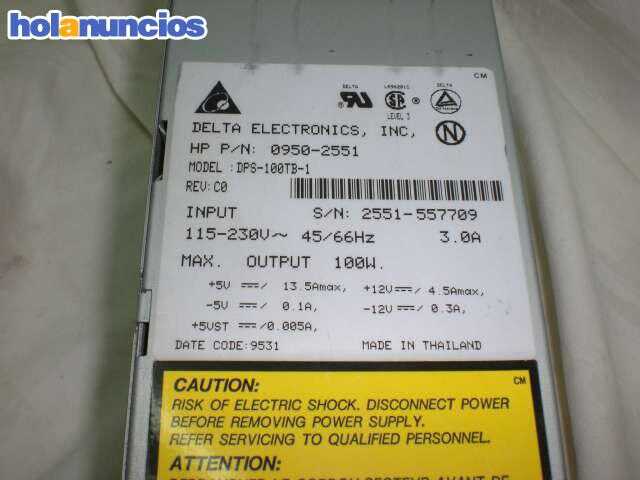 holanuncios
CM
DELTA
LR96201C
DELTA
LEVEL 3
DELTA ELECTRONICS, INC,
HP P/N: 0950-2551
MODEL :DPS-100TB-1
REV:C0
INPUT S/N: 2551-557709
115-230V~ 45/66Hz 3.0A
MAX. OUTPUT 100W.
+5V ⎓/ 13.5Amax, +12V⎓/ 4.5Amax,
-5V ⎓/ 0.1A, -12V⎓/ 0.3A,
+5VST ⎓/0.005A,
DATE CODE:9531 MADE IN THAILAND
CM
CAUTION:
RISK OF ELECTRIC SHOCK. DISCONNECT POWER
BEFORE REMOVING POWER SUPPLY.
REFER SERVICING TO QUALIFIED PERSONNEL.
ATTENTION: